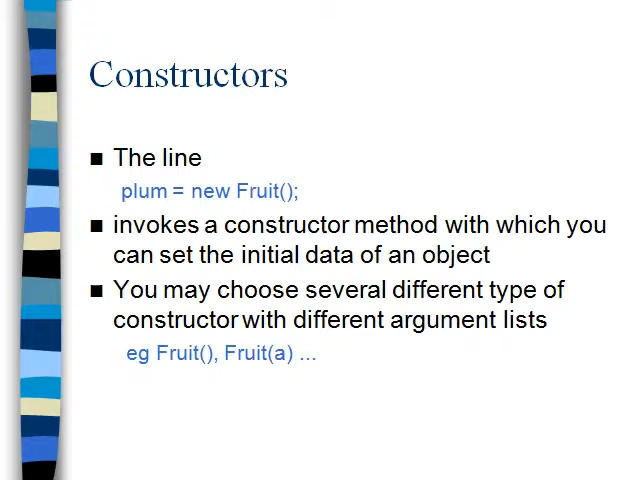 Constructors
■ The line
plum = new Fruit();
■ invokes a constructor method with which you
can set the initial data of an object
■ You may choose several different type of
constructor with different argument lists
eg Fruit(), Fruit(a) ...